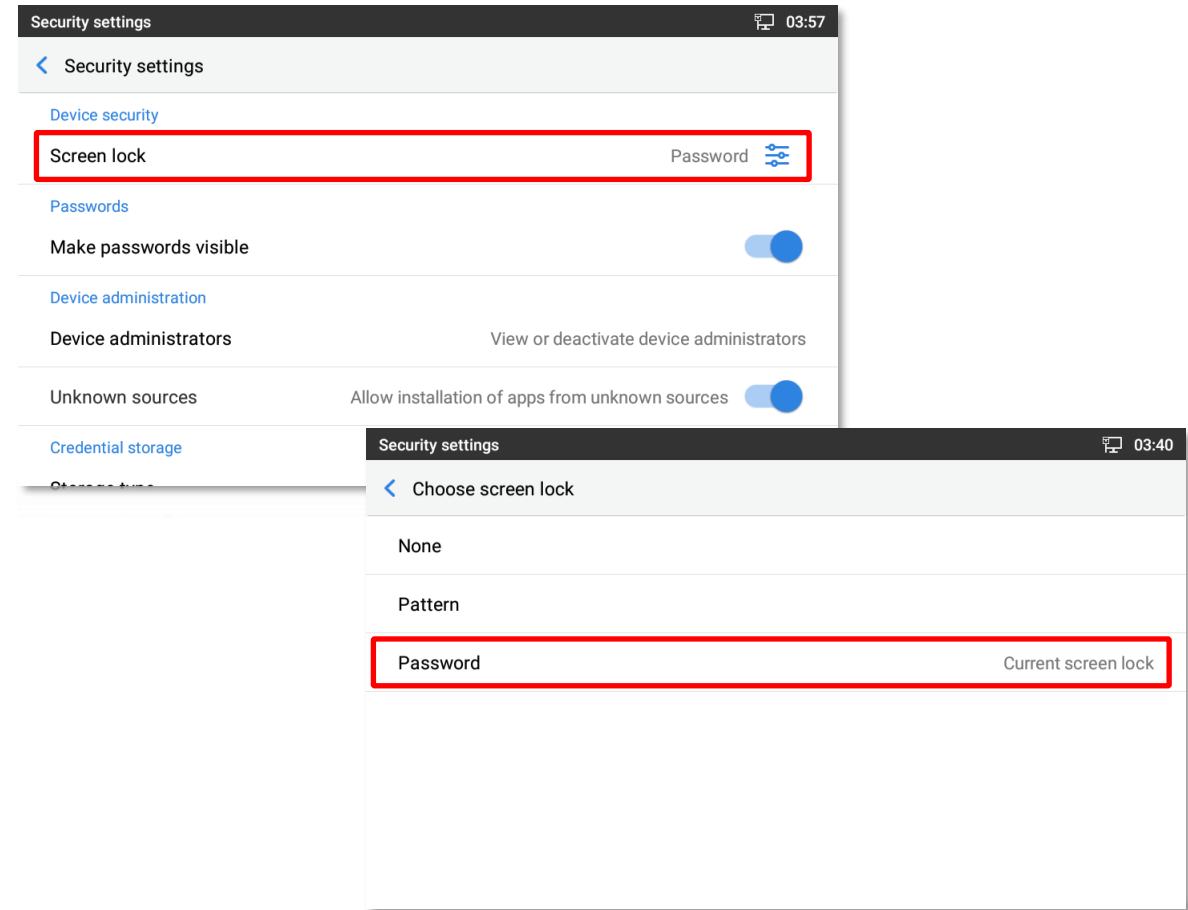 Security settings 03:57
Security settings
Device security
Screen lock Password
Passwords
Make passwords visible
Device administration
Device administrators View or deactivate device administrators
Unknown sources Allow installation of apps from unknown sources
Credential storage
Storage type
Security settings 03:40
Choose screen lock
None
Pattern
Password Current screen lock